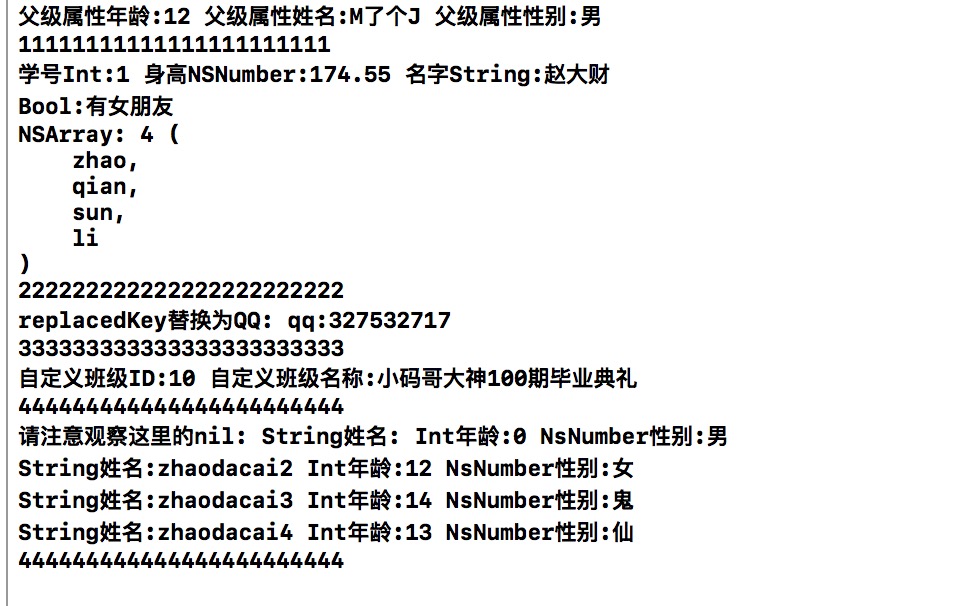 父级属性年龄:12 父级属性姓名:M了个J 父级属性性别:男
11111111111111111111111
学号Int:1 身高NSNumber:174.55 名字String:赵大财
Bool:有女朋友
NSArray: 4 (
    zhao,
    qian,
    sun,
    li
)
222222222222222222222222
replacedKey替换为QQ: qq:327532717
333333333333333333333333
自定义班级ID:10 自定义班级名称:小码哥大神100期毕业典礼
444444444444444444444444
请注意观察这里的nil: String姓名: Int年龄:0 NsNumber性别:男
String姓名:zhaodacai2 Int年龄:12 NsNumber性别:女
String姓名:zhaodacai3 Int年龄:14 NsNumber性别:鬼
String姓名:zhaodacai4 Int年龄:13 NsNumber性别:仙
444444444444444444444444